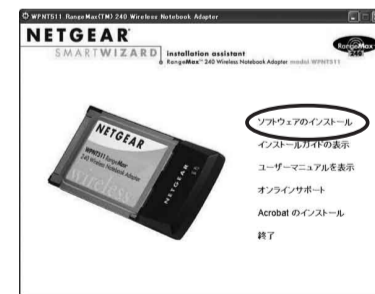 WPNT511 RangeMax(TM) 240 Wireless Notebook Adapter
NETGEAR
SMARTWIZARD installation assistant
RangeMax™ 240 Wireless Notebook Adapter model WPNT511
RangeMax
240
ソフトウェアのインストール
インストールガイドの表示
ユーザーマニュアルを表示
オンラインサポート
Acrobat のインストール
終了
NETGEAR
WPNT511 RangeMax
240 Wireless Notebook Adapter
wireless
NETGEAR